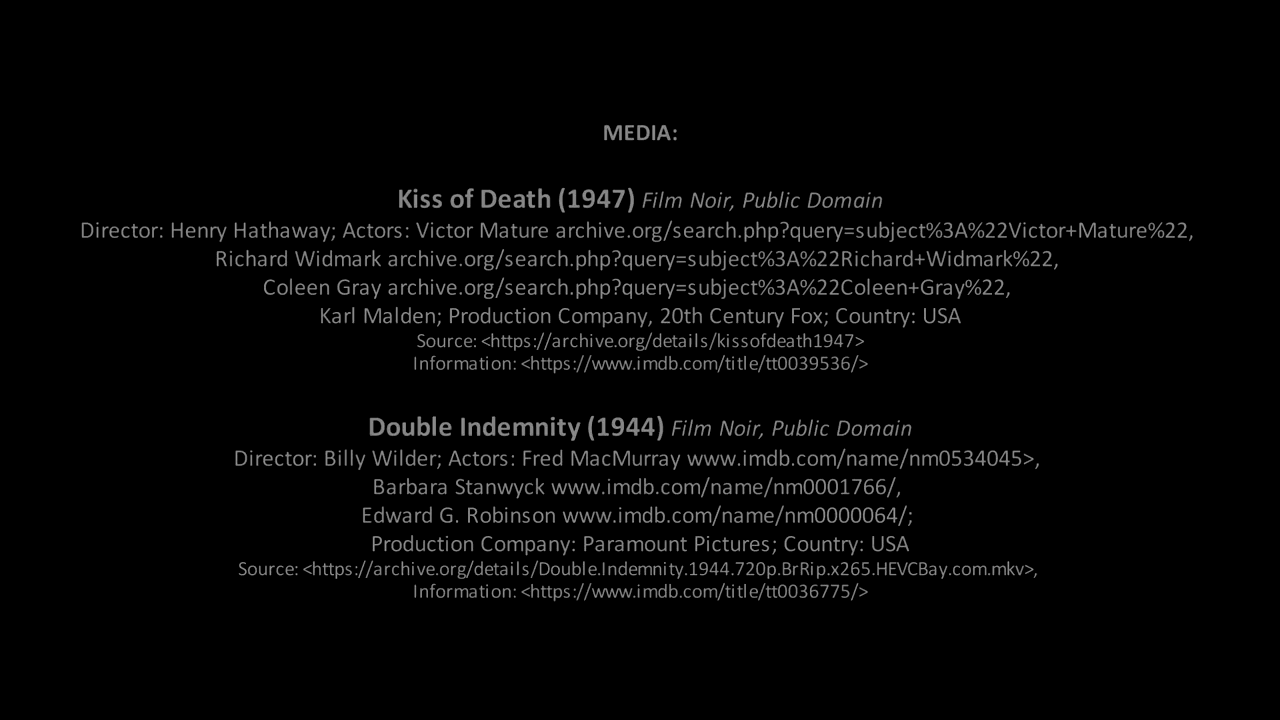 MEDIA:
Kiss of Death (1947) Film Noir, Public Domain
Director: Henry Hathaway; Actors: Victor Mature archive.org/search.php?query=subject%3A%22Victor+Mature%22,
Richard Widmark archive.org/search.php?query=subject%3A%22Richard+Widmark%22,
Coleen Gray archive.org/search.php?query=subject%3A%22Coleen+Gray%22,
Karl Malden; Production Company, 20th Century Fox; Country: USA
Source: <https://archive.org/details/kissofdeath1947>
Information: <https://www.imdb.com/title/tt0039536/>
Double Indemnity (1944) Film Noir, Public Domain
Director: Billy Wilder; Actors: Fred MacMurray www.imdb.com/name/nm0534045>,
Barbara Stanwyck www.imdb.com/name/nm0001766/,
Edward G. Robinson www.imdb.com/name/nm0000064/;
Production Company: Paramount Pictures; Country: USA
Source: <https://archive.org/details/Double.Indemnity.1944.720p.BrRip.x265.HEVCBay.com.mkv>,
Information: <https://www.imdb.com/title/tt0036775/>